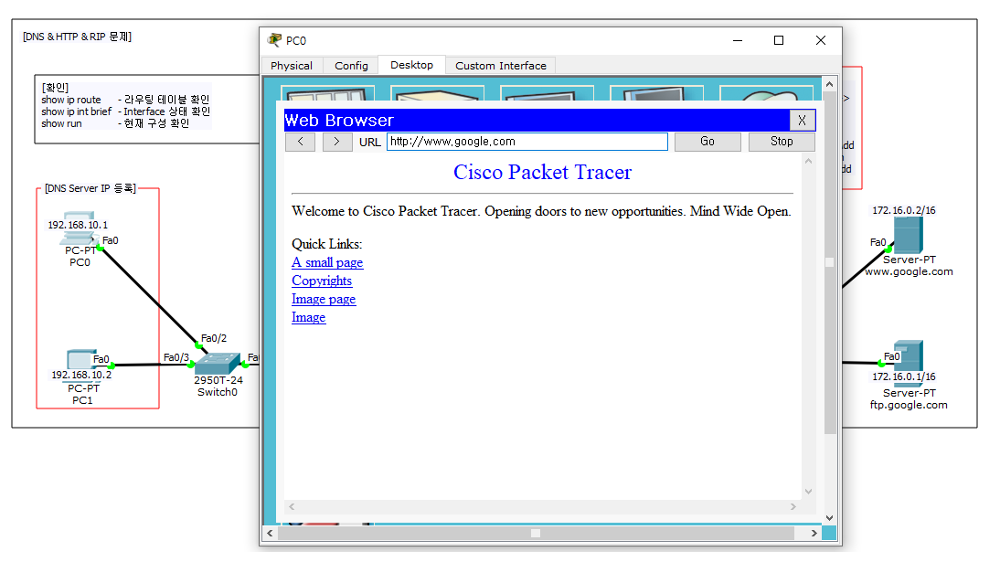 [DNS & HTTP & RIP 문제]
[확인]
show ip route - 라우팅 테이블 확인
show ip int brief - Interface 상태 확인
show run - 현재 구성 확인
[DNS Server IP 등록]
192.168.10.1
Fa0
PC-PT
PC0
Fa0/2
Fa0
Fa0/3
192.168.10.2
PC-PT
PC1
2950T-24
Switch0
PC0
Physical
Config
Desktop
Custom Interface
Web Browser
X
<
>
URL
http://www.google.com
Go
Stop
Cisco Packet Tracer
Welcome to Cisco Packet Tracer. Opening doors to new opportunities. Mind Wide Open.
Quick Links:
A small page
Copyrights
Image page
Image
>
172.16.0.2/16
Fa0
Server-PT
www.google.com
Fa0
172.16.0.1/16
Server-PT
ftp.google.com